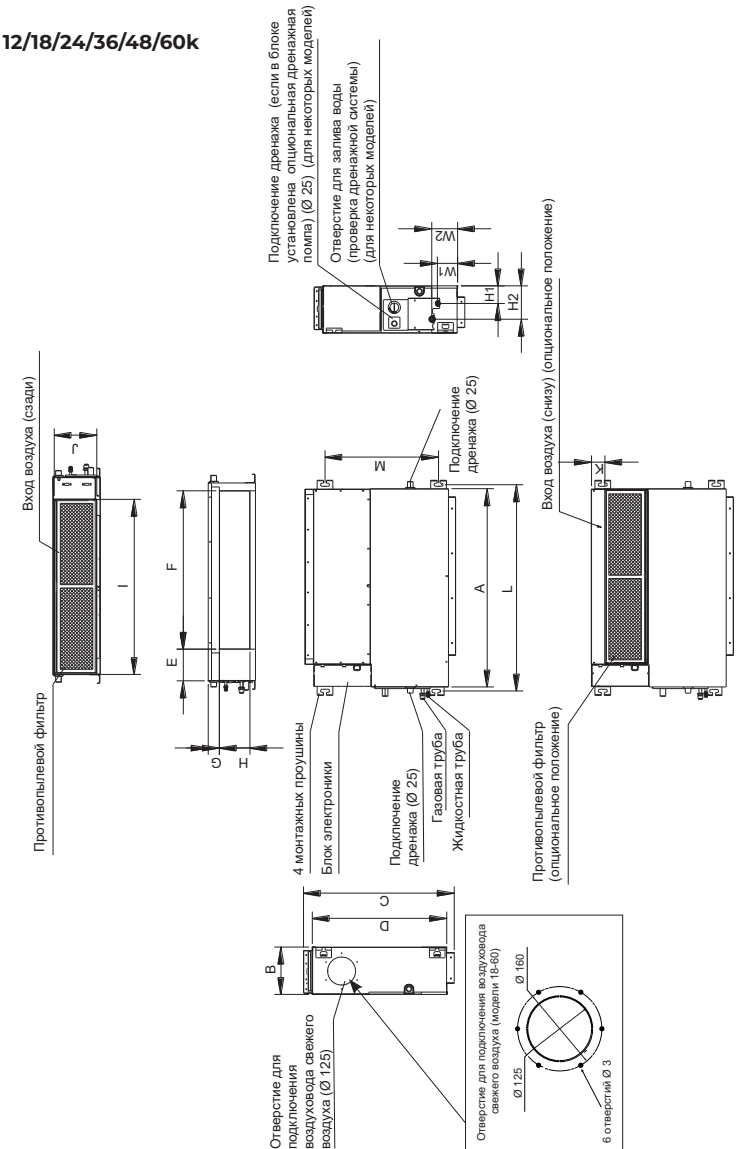 12/18/24/36/48/60k
Противопылевой фильтр
Вход воздуха (сзади)
I
J
E
F
G
H
Подключение дренажа (если в блоке
установлена опциональная дренажная
помпа) (Ø 25) (для некоторых моделей)
Отверстие для залива воды
(проверка дренажной системы)
(для некоторых моделей)
W1
W2
H1
H2
4 монтажных проушины
Блок электроники
Подключение
дренажа (Ø 25)
Газовая труба
Жидкостная труба
M
A
L
Подключение
дренажа (Ø 25)
Отверстие для
подключения
воздуховода свежего
воздуха (Ø 125)
B
C
D
Противопылевой фильтр
(опциональное положение)
Вход воздуха (снизу) (опциональное положение)
K
Отверстие для подключения воздуховода
свежего воздуха (модели 18-60)
Ø 125
Ø 160
6 отверстий Ø 3